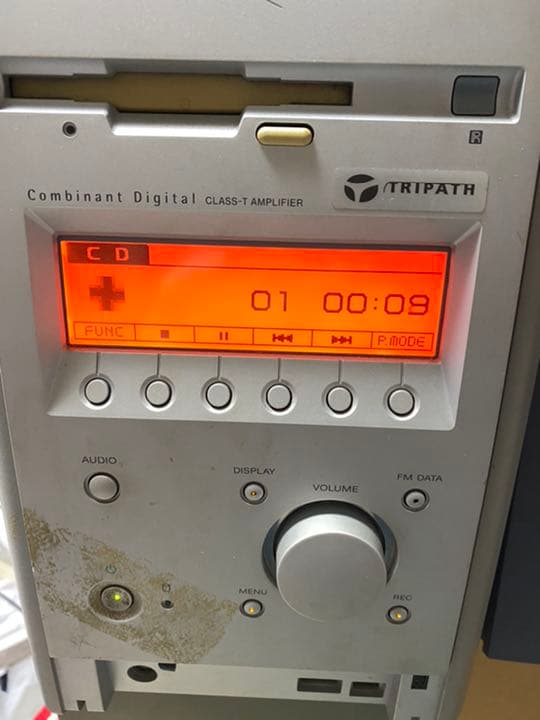 TRIPATH
Combinant Digital CLASS-T AMPLIFIER
CD
01 00:09
FUNC P.MODE
AUDIO
DISPLAY
VOLUME
FM DATA
MENU
REC